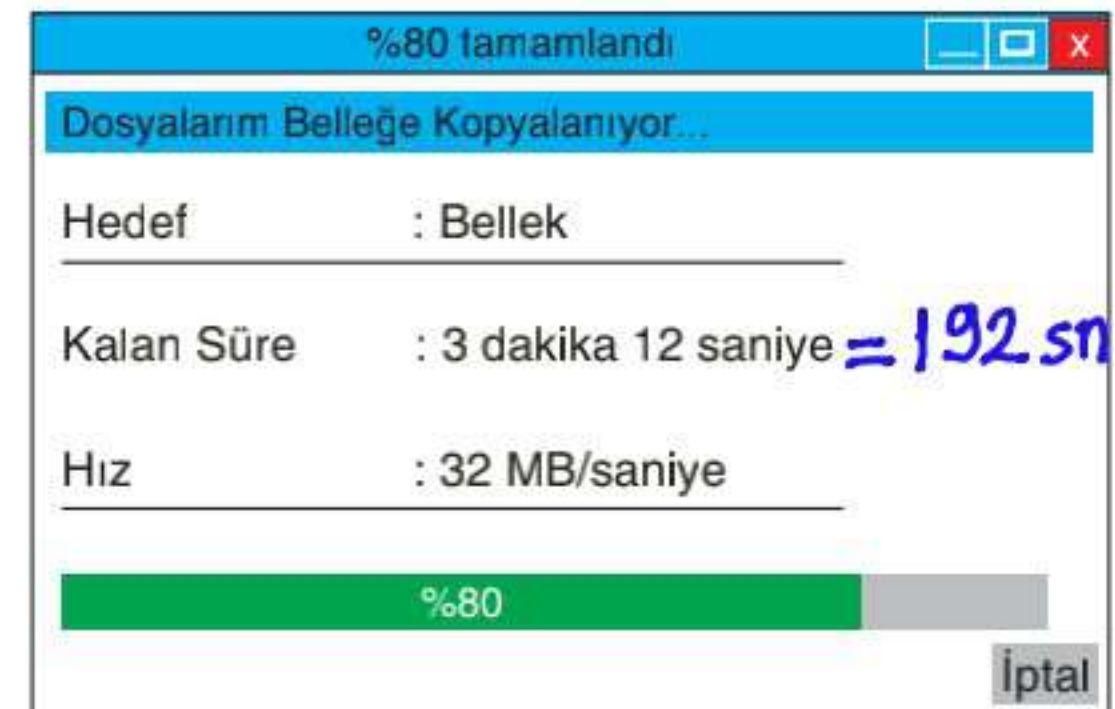 %80 tamamlandı X
Dosyalarım Belleğe Kopyalanıyor...
Hedef : Bellek
Kalan Süre : 3 dakika 12 saniye = 192 sn
Hız : 32 MB/saniye
%80
İptal